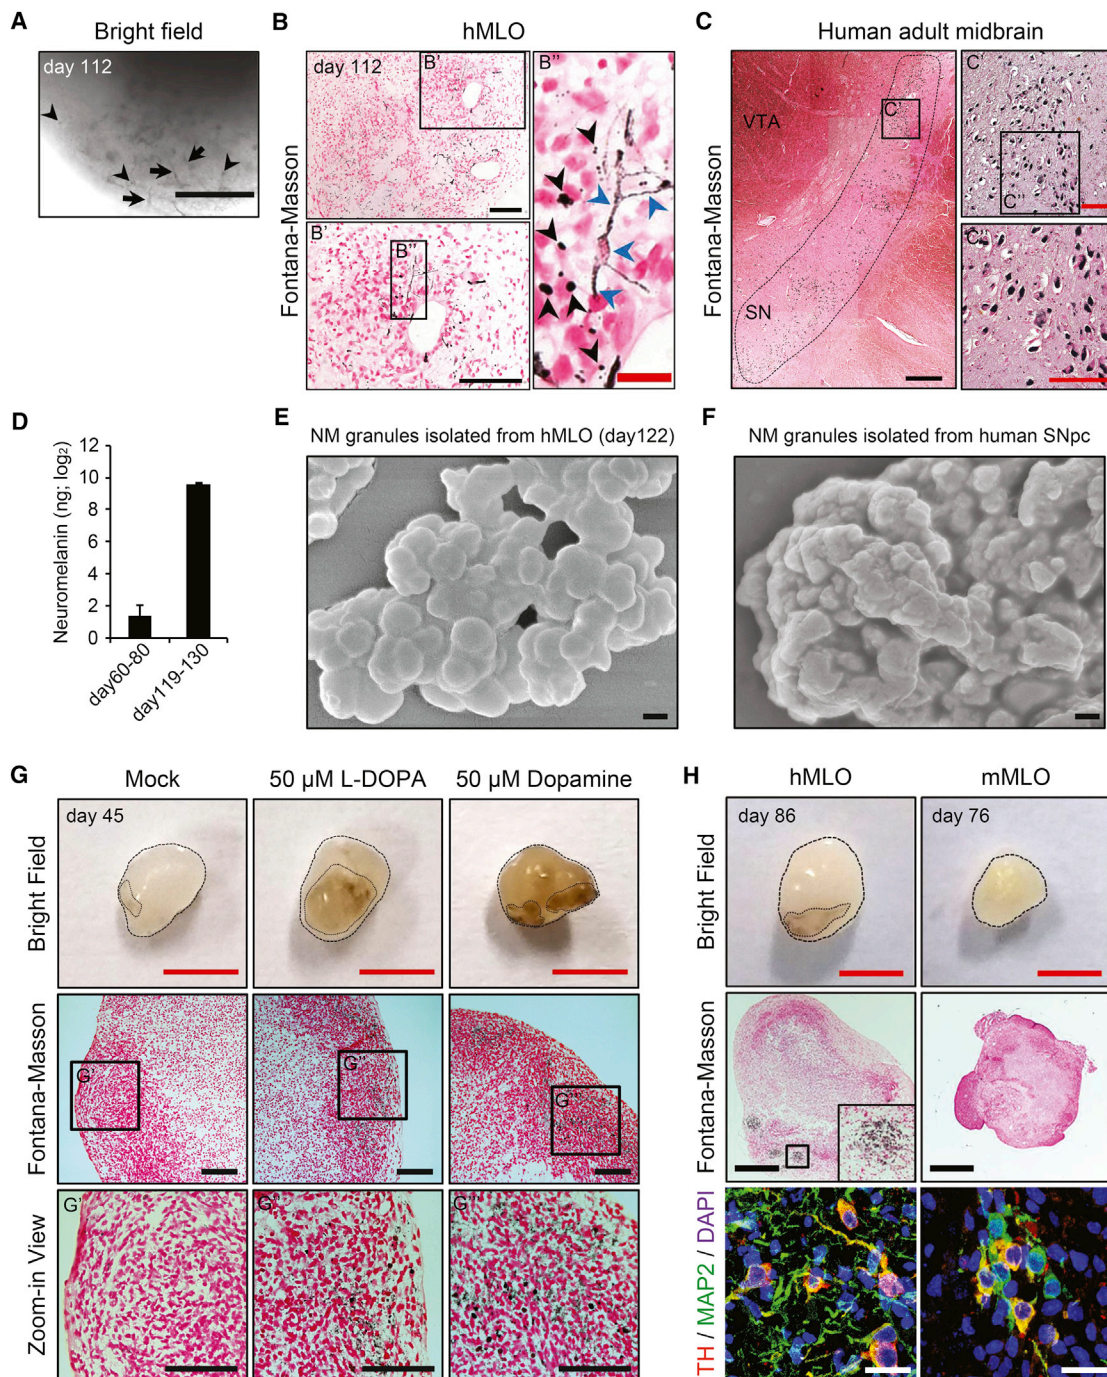 A
Bright field
day 112
B
hMLO
Fontana-Masson
day 112
B'
B'
B''
B''
C
Human adult midbrain
Fontana-Masson
VTA
SN
C'
C'
C''
C''
D
Neuromelanin (ng; log2)
12
10
8
6
4
2
0
day60-80
day119-130
E
NM granules isolated from hMLO (day122)
F
NM granules isolated from human SNpc
G
Mock
50 µM L-DOPA
50 µM Dopamine
Bright Field
day 45
Fontana-Masson
G'
G''
G'''
Zoom-in View
G'
G''
G'''
H
hMLO
mMLO
Bright Field
day 86
day 76
Fontana-Masson
TH / MAP2 / DAPI